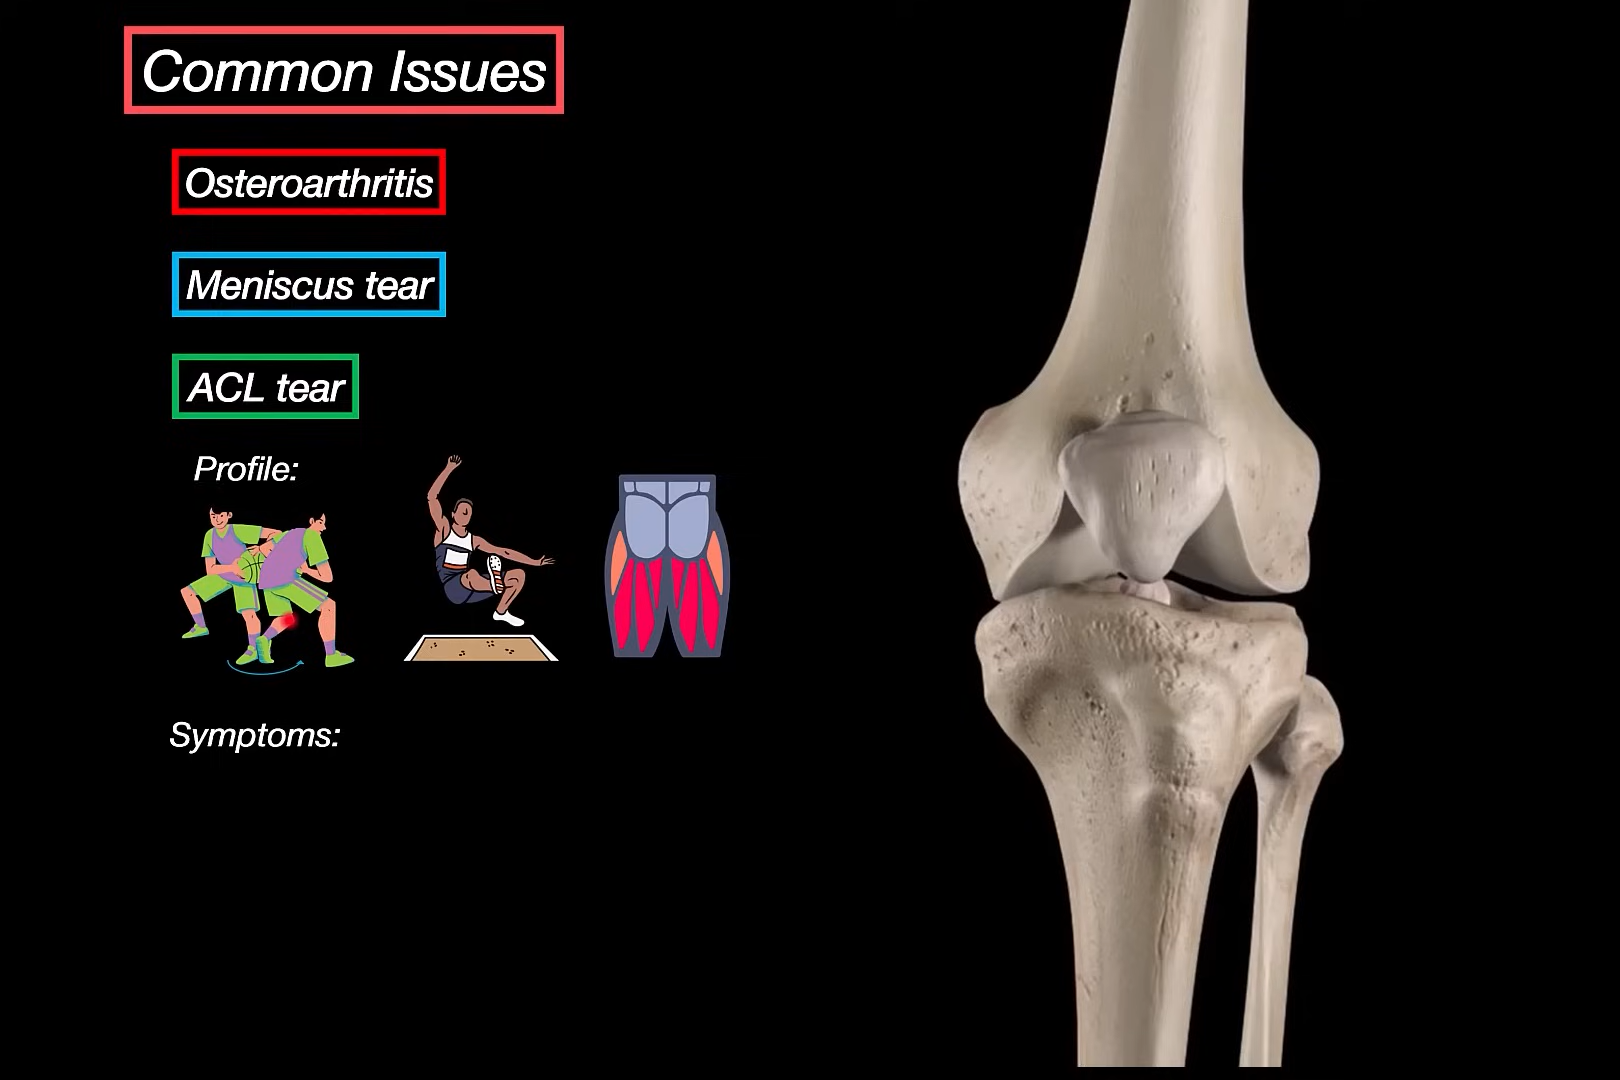 Common Issues
Osteroarthritis
Meniscus tear
ACL tear
Profile:
Symptoms: